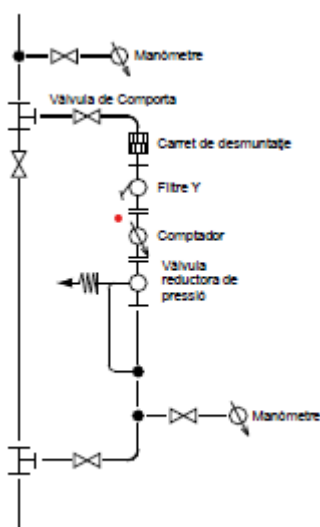 Manòmetre
Vàlvula de Comporta
Carret de desmuntatje
Filtre Y
Comptador
Vàlvula
reductora de
pressió
Manòmetre